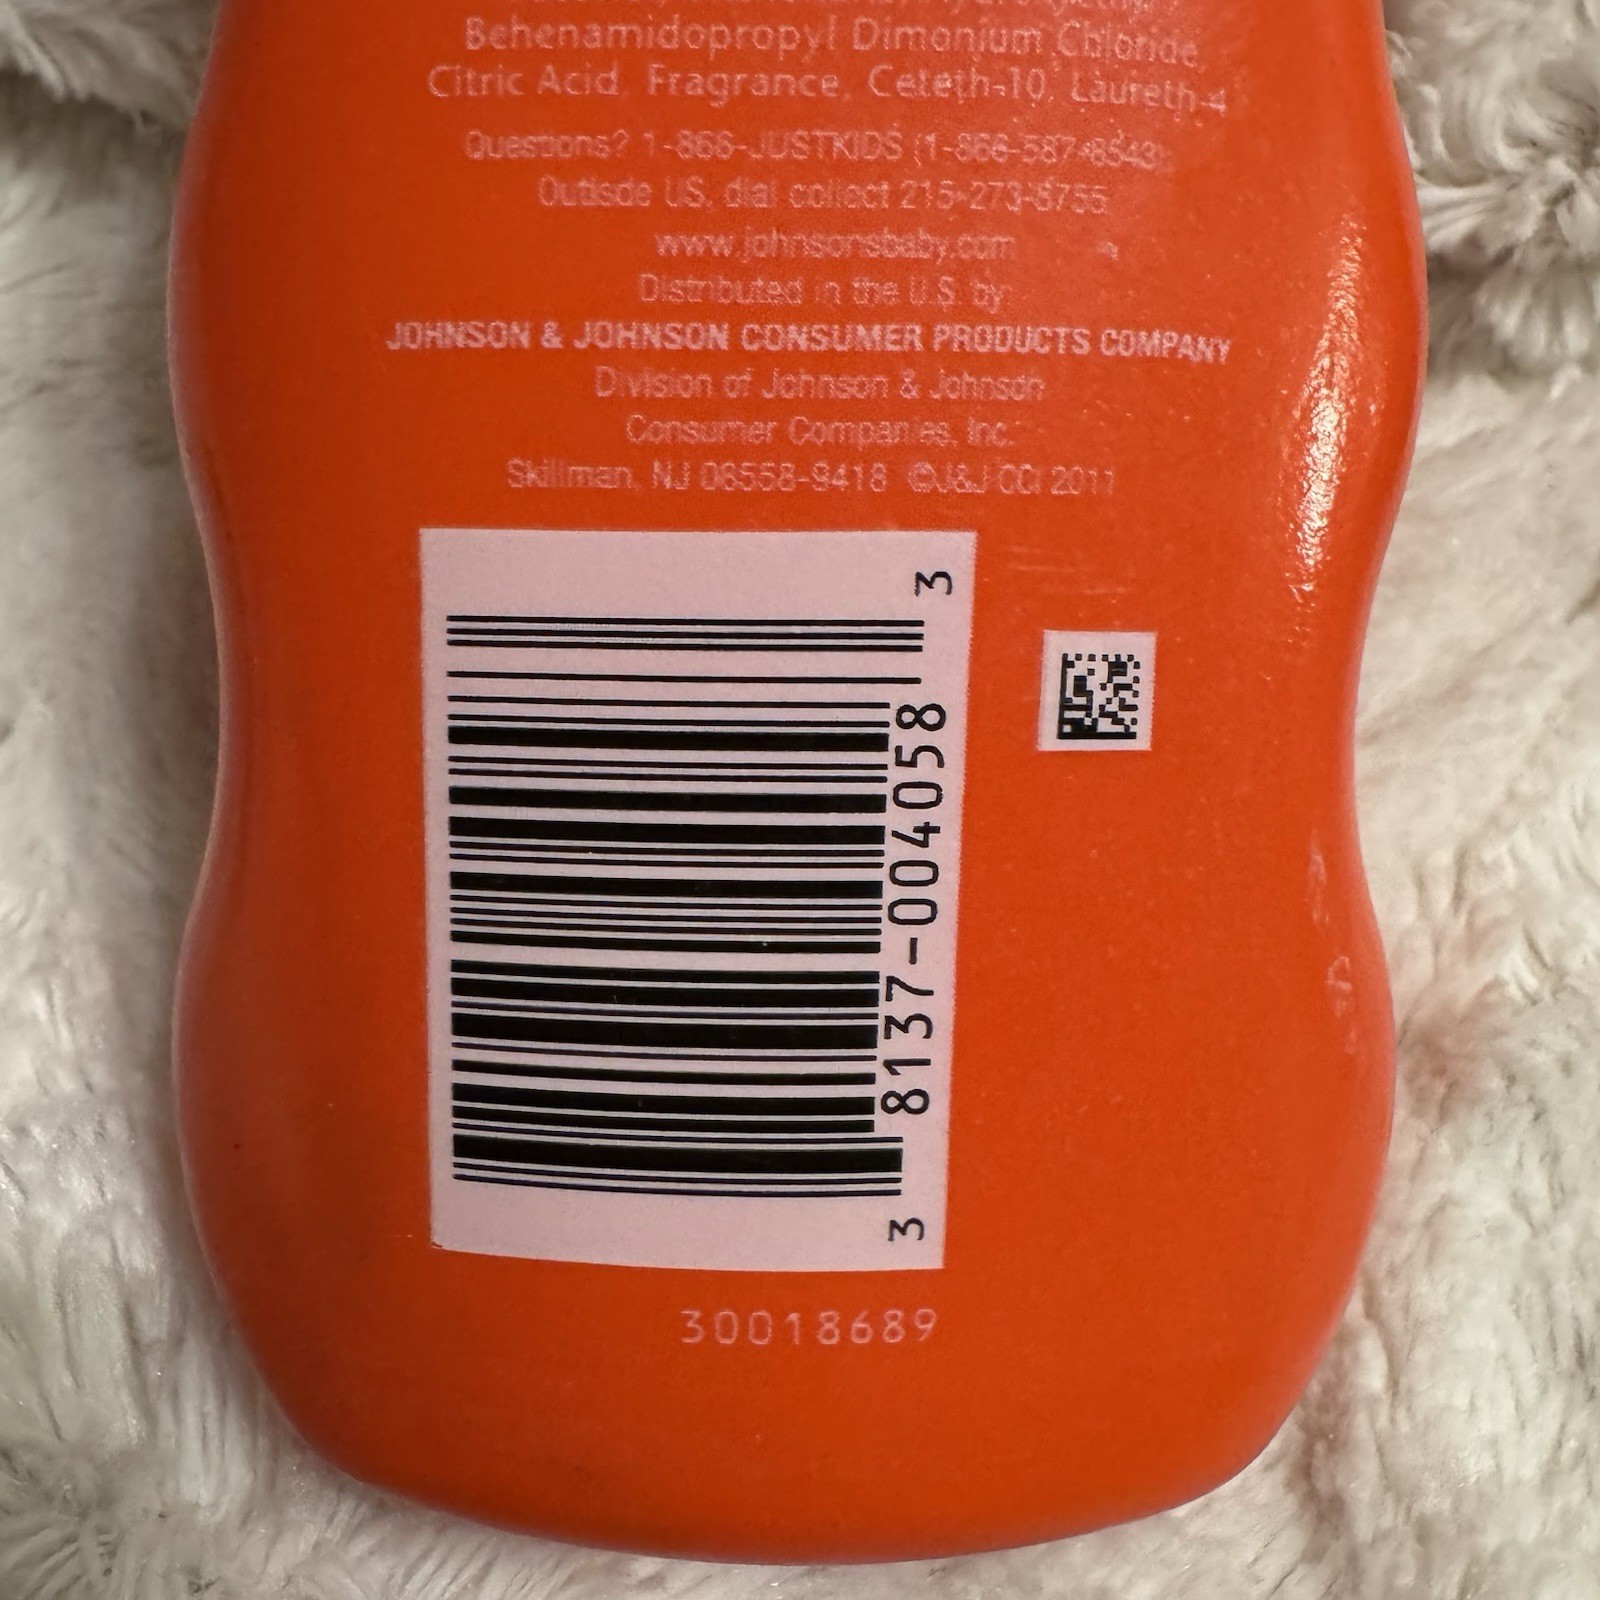 Behenamidopropyl Dimonium Chloride,
Citric Acid, Fragrance, Ceteth-10, Laureth-4
Questions? 1-866-JUSTKIDS (1-866-587-8543);
Outisde US, dial collect 215-273-8755
www.johnsonsbaby.com
Distributed in the U.S. by:
JOHNSON & JOHNSON CONSUMER PRODUCTS COMPANY
Division of Johnson & Johnson
Consumer Companies, Inc.
Skillman, NJ 08558-9418 ©J&JCCI 2011
3 8137-004058 3
30018689